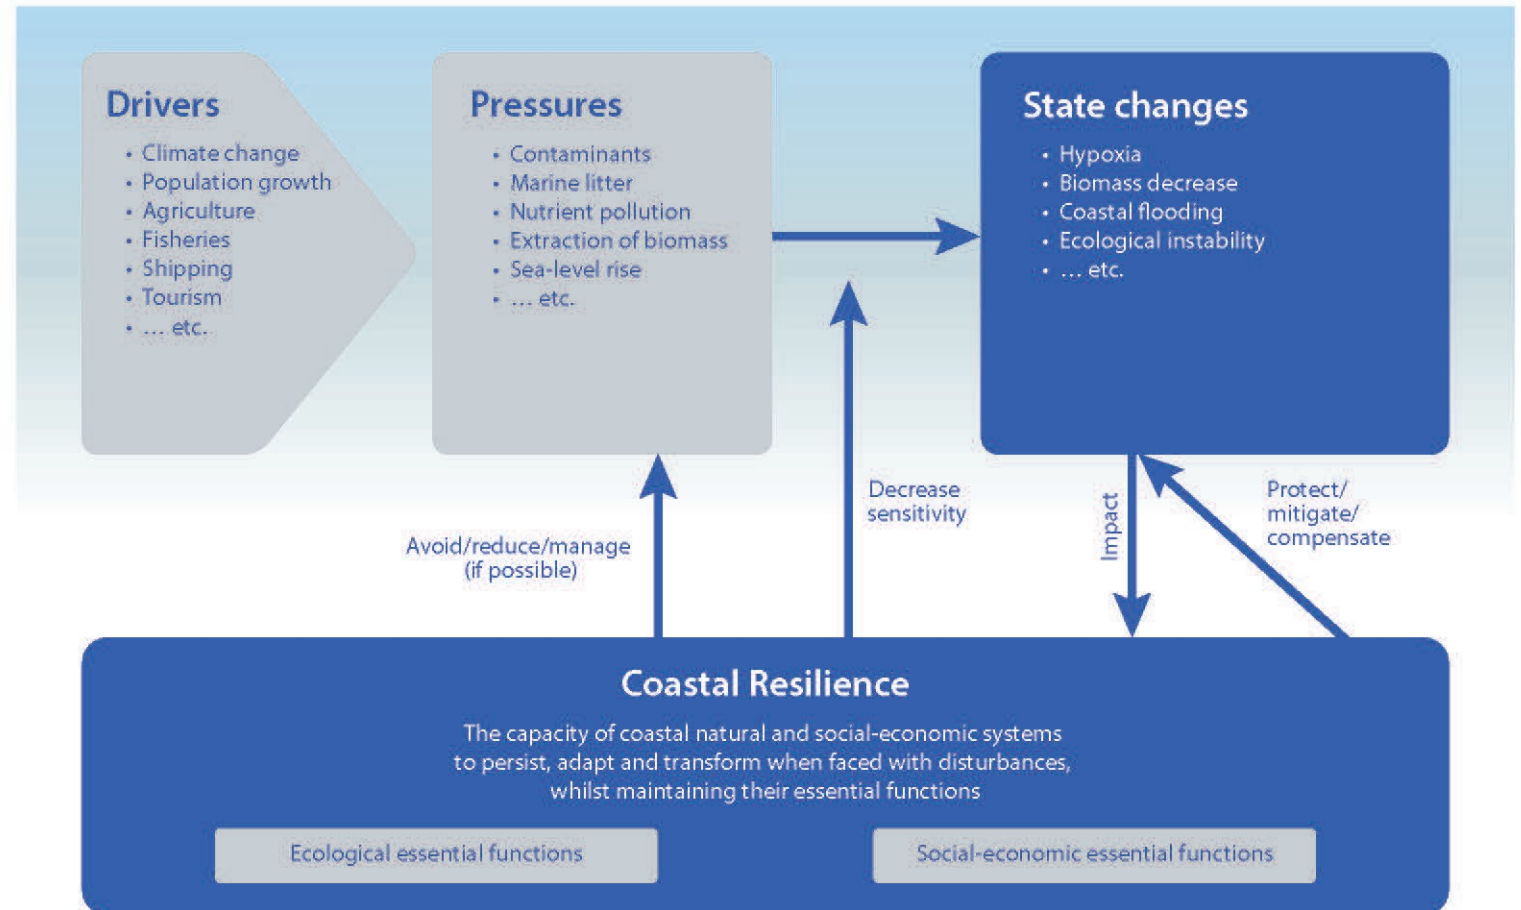 Drivers
• Climate change
• Population growth
• Agriculture
• Fisheries
• Shipping
• Tourism
• ... etc.
Pressures
• Contaminants
• Marine litter
• Nutrient pollution
• Extraction of biomass
• Sea-level rise
• ... etc.
State changes
• Hypoxia
• Biomass decrease
• Coastal flooding
• Ecological instability
• ... etc.
Avoid/reduce/manage
(if possible)
Decrease
sensitivity
Impact
Protect/
mitigate/
compensate
Coastal Resilience
The capacity of coastal natural and social-economic systems
to persist, adapt and transform when faced with disturbances,
whilst maintaining their essential functions
Ecological essential functions
Social-economic essential functions